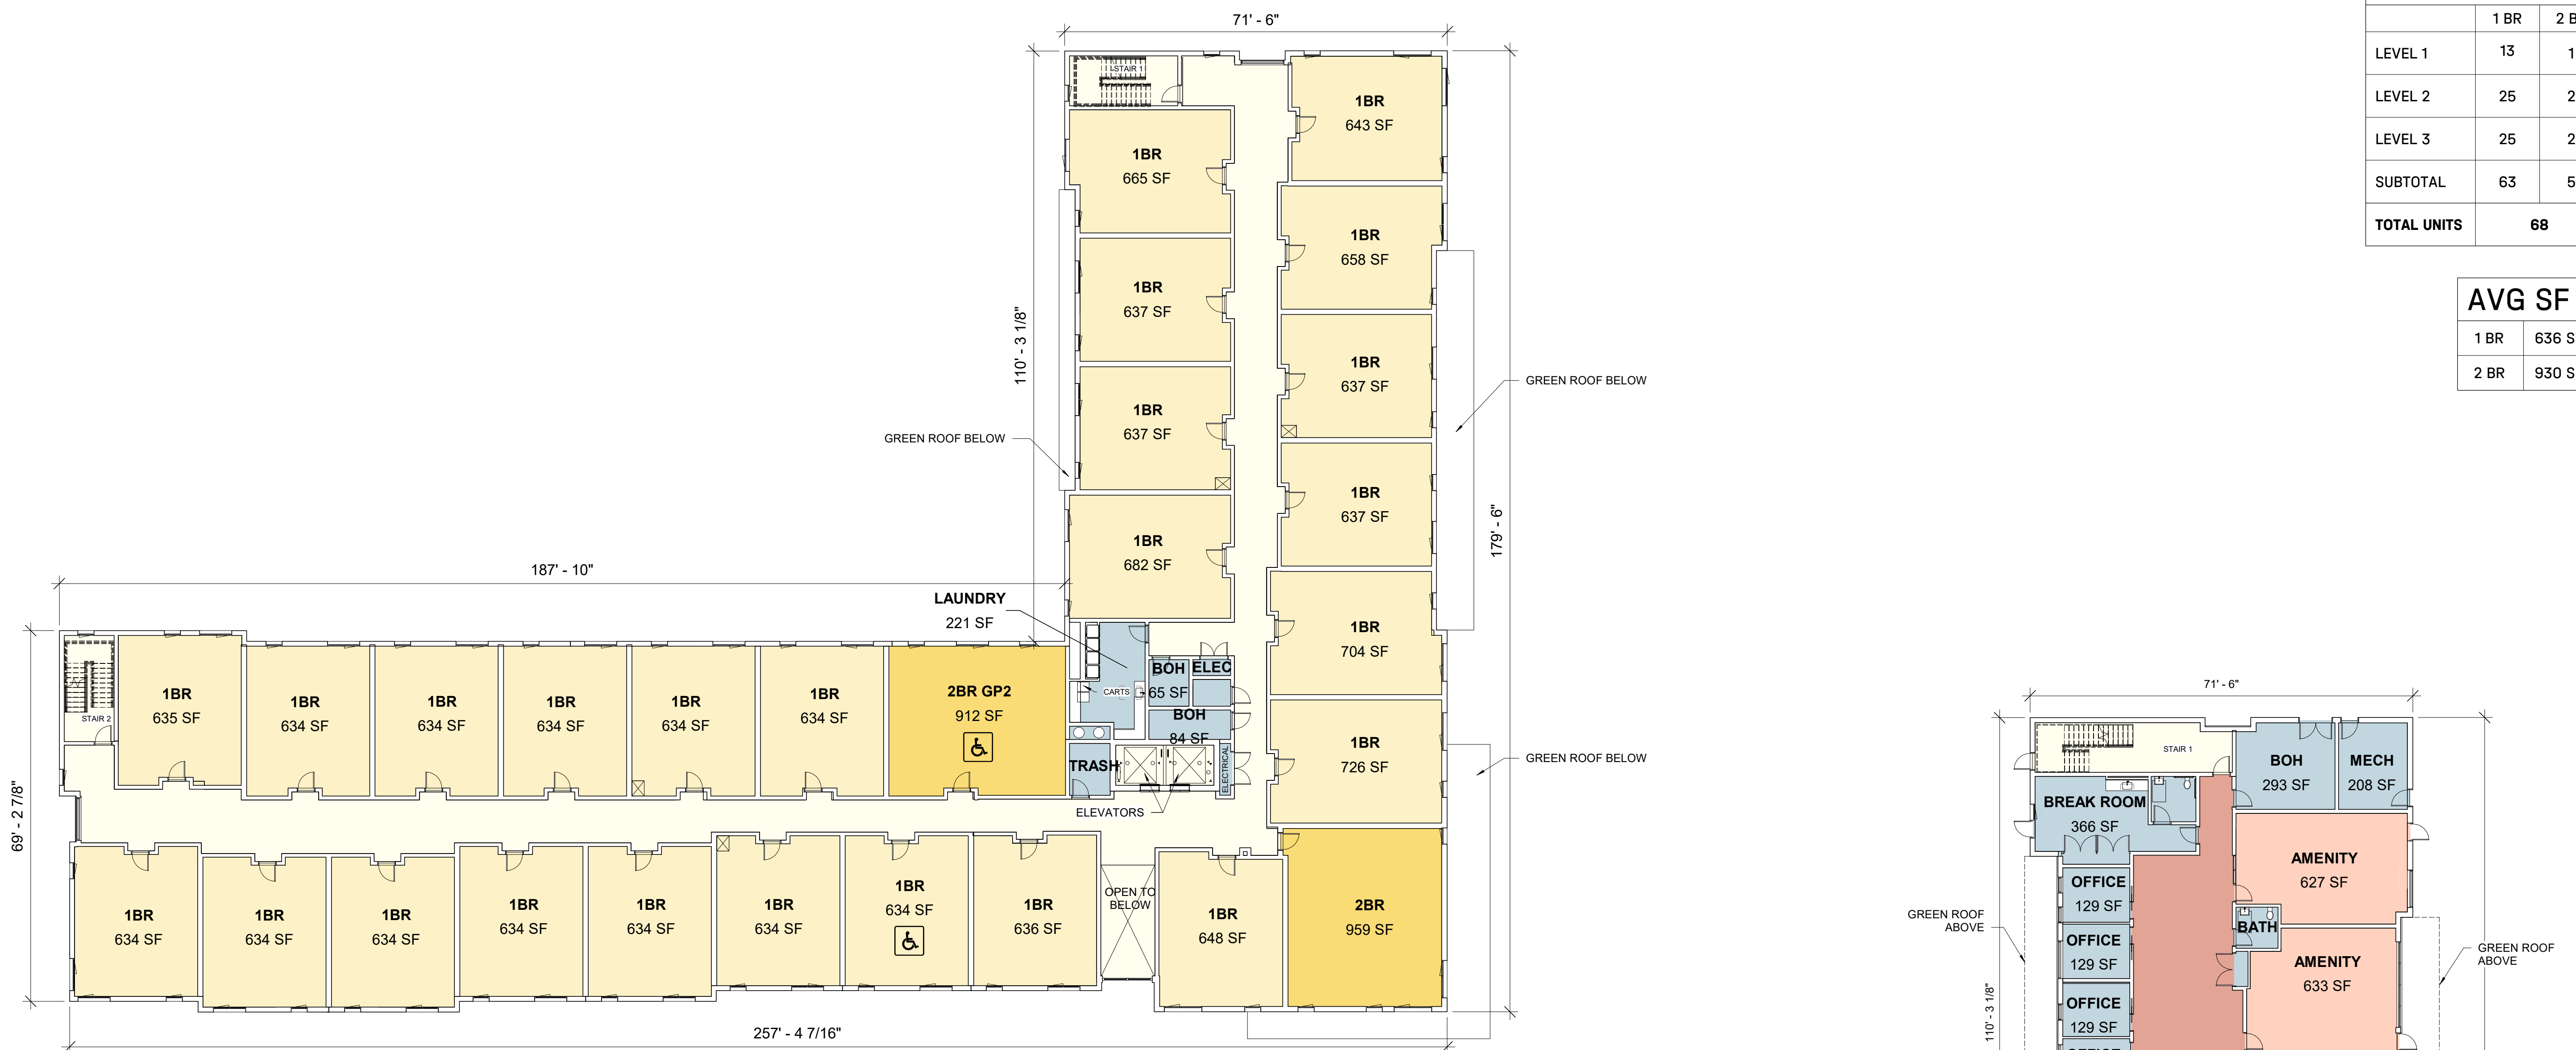 71' - 6"
STAIR 1
1BR
643 SF
1BR
665 SF
1BR
658 SF
1BR
637 SF
110' - 3 1/8"
1BR
637 SF
GREEN ROOF BELOW
1BR
637 SF
GREEN ROOF BELOW
1BR
637 SF
179' - 6"
1BR
682 SF
187' - 10"
LAUNDRY
221 SF
1BR
704 SF
STAIR 2
1BR
635 SF
1BR
634 SF
1BR
634 SF
1BR
634 SF
1BR
634 SF
1BR
634 SF
2BR GP2
912 SF
CARTS
BOH
65 SF
ELEC
BOH
84 SF
TRASH
ELECTRICAL
ELEVATORS
1BR
726 SF
GREEN ROOF BELOW
69' - 2 7/8"
1BR
634 SF
1BR
634 SF
1BR
634 SF
1BR
634 SF
1BR
634 SF
1BR
634 SF
1BR
634 SF
1BR
636 SF
OPEN TO
BELOW
1BR
648 SF
2BR
959 SF
257' - 4 7/16"
1 BR 2 B
LEVEL 1 13 1
LEVEL 2 25 2
LEVEL 3 25 2
SUBTOTAL 63 5
TOTAL UNITS 68
AVG SF
1 BR 636 S
2 BR 930 S
71' - 6"
STAIR 1
BOH
293 SF
MECH
208 SF
BREAK ROOM
366 SF
AMENITY
627 SF
OFFICE
129 SF
GREEN ROOF
ABOVE
BATH
OFFICE
129 SF
GREEN ROOF
ABOVE
AMENITY
633 SF
OFFICE
129 SF
110' - 3 1/8"